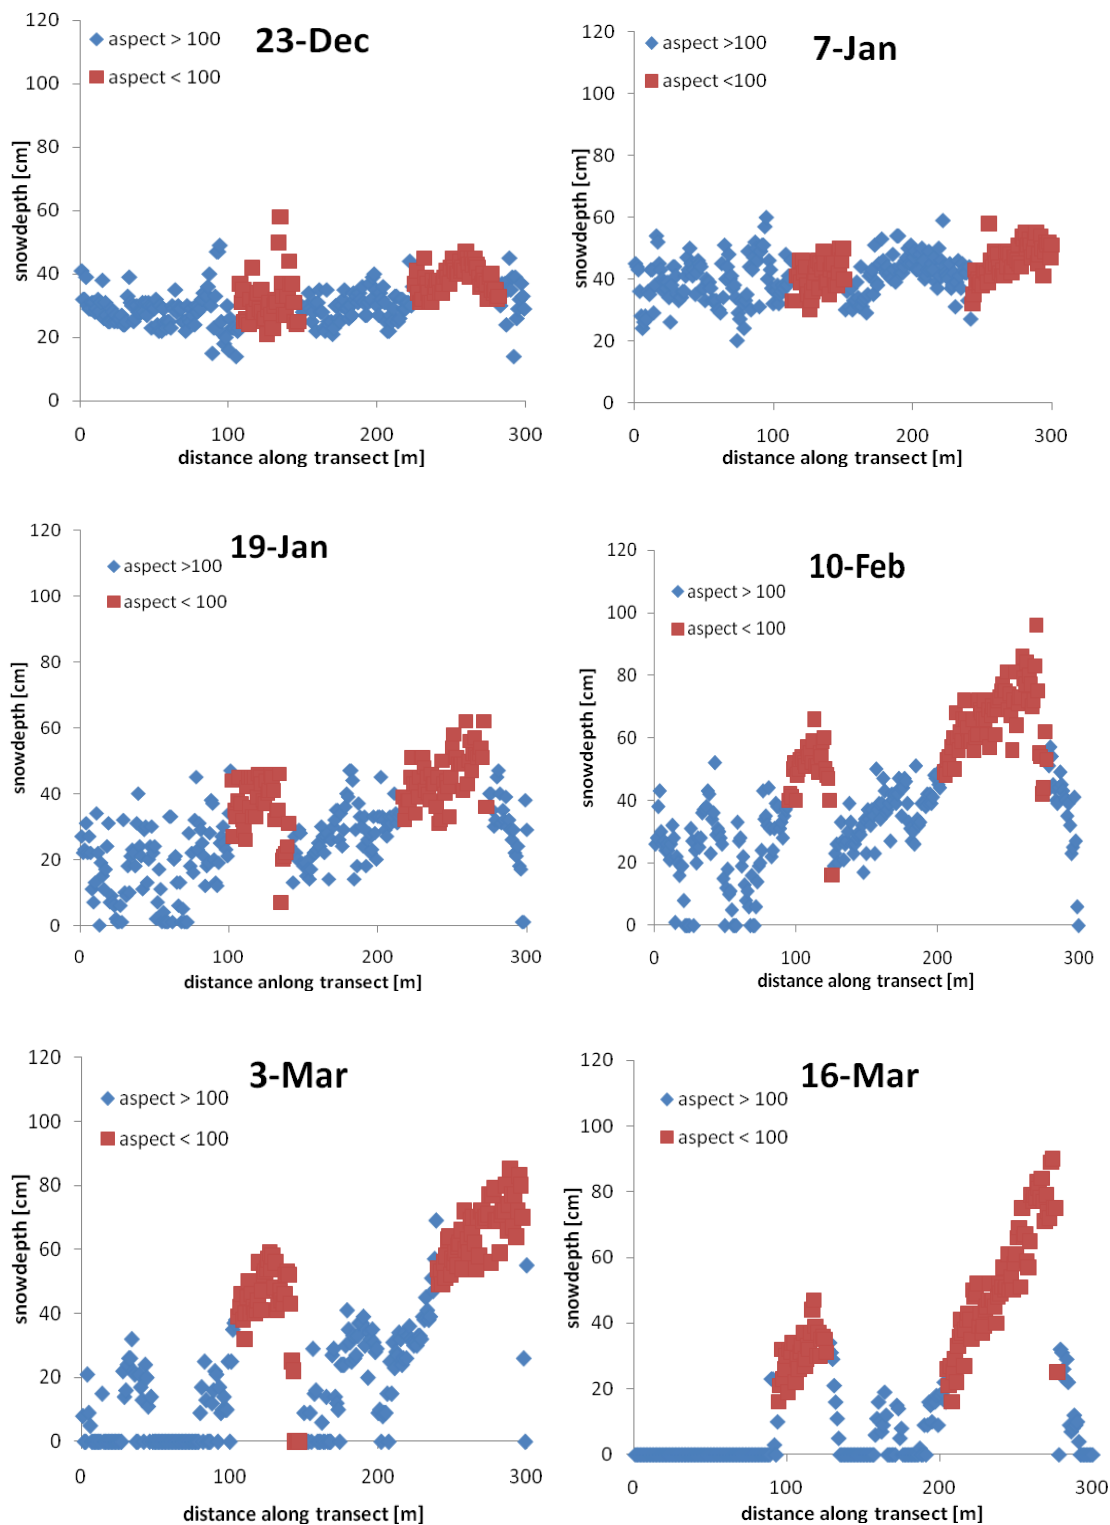 23-Dec
aspect > 100
aspect < 100
120
100
80
60
40
20
0
snowdepth [cm]
0 100 200 300
distance along transect [m]
7-Jan
aspect >100
aspect <100
120
100
80
60
40
20
0
snowdepth [cm]
0 100 200 300
distance along transect [m]
19-Jan
aspect >100
aspect < 100
120
100
80
60
40
20
0
snowdepth [cm]
0 100 200 300
distance anlong transect [m]
10-Feb
aspect > 100
aspect < 100
120
100
80
60
40
20
0
snowdepth [cm]
0 100 200 300
distance along transect [m]
3-Mar
aspect > 100
aspect < 100
120
100
80
60
40
20
0
snowdepth [cm]
0 100 200 300
distance along transect [m]
16-Mar
aspect > 100
aspect < 100
120
100
80
60
40
20
0
snowdepth [cm]
0 100 200 300
distance along transect [m]